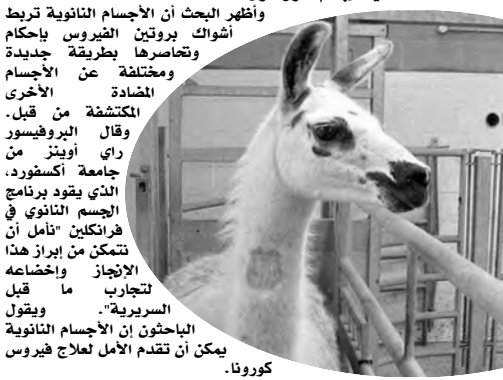 وأظهر البحث أن الأجسام النانوية تربط
أشواك بروتين الفيروس بإحكام
وتحاصرها بطريقة جديدة
ومختلفة عن الأجسام
المضادة الأخرى
المكتشفة من قبل.
وقال البروفيسور
راي أوينز من
جامعة أكسفورد،
الذي يقود برنامج
الجسم النانوي في
فرانكلين "نأمل أن
نتمكن من إبراز هذا
الإنجاز وإخضاعه
لتجارب ما قبل
السريرية". ويقول
الباحثون إن الأجسام النانوية
يمكن أن تقدم الأمل لعلاج فيروس
كورونا.